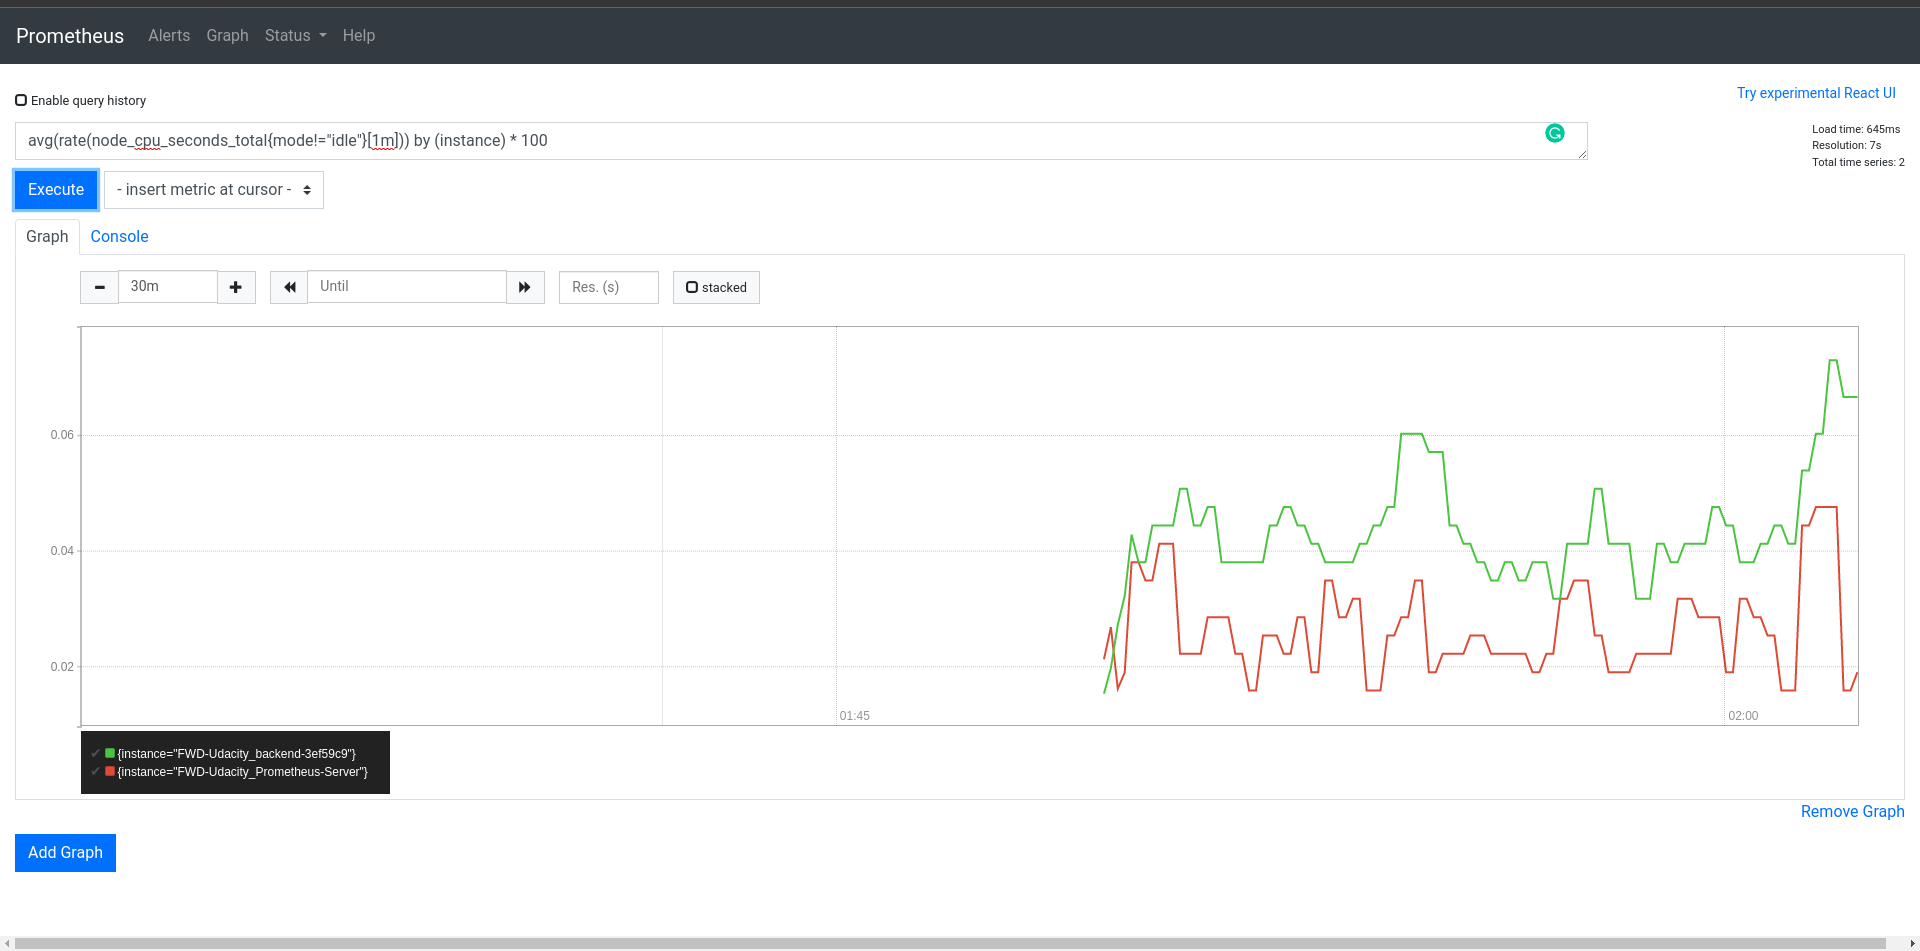 Prometheus Alerts Graph Status Help
Enable query history
Try experimental React UI
avg(rate(node_cpu_seconds_total{mode!="idle"}[1m])) by (instance) * 100
Load time: 645ms
Resolution: 7s
Total time series: 2
Execute - insert metric at cursor -
Graph Console
30m Until Res. (s) stacked
0.06
0.04
0.02
01:45 02:00
{instance="FWD-Udacity_backend-3ef59c9"}
{instance="FWD-Udacity_Prometheus-Server"}
Remove Graph
Add Graph